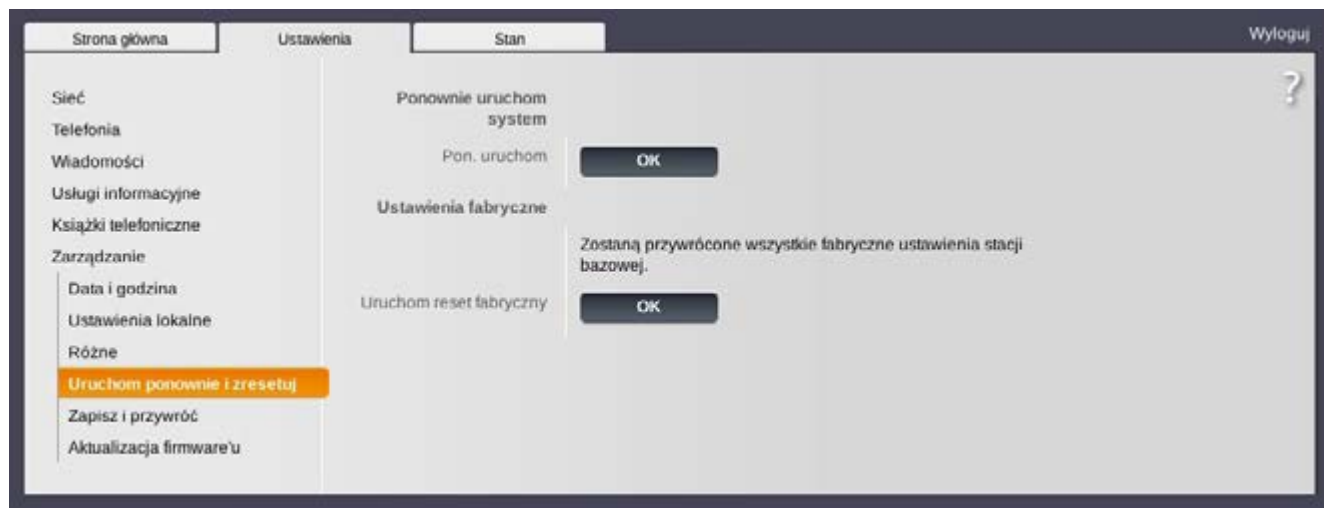 Strona główna
Ustawienia
Stan
Wyloguj
?
Sieć
Telefonia
Wiadomości
Usługi informacyjne
Książki telefoniczne
Zarządzanie
Data i godzina
Ustawienia lokalne
Różne
Uruchom ponownie i zresetuj
Zapisz i przywróć
Aktualizacja firmware'u
Ponownie uruchom
system
Pon. uruchom
OK
Ustawienia fabryczne
Zostaną przywrócone wszystkie fabryczne ustawienia stacji
bazowej.
Uruchom reset fabryczny
OK